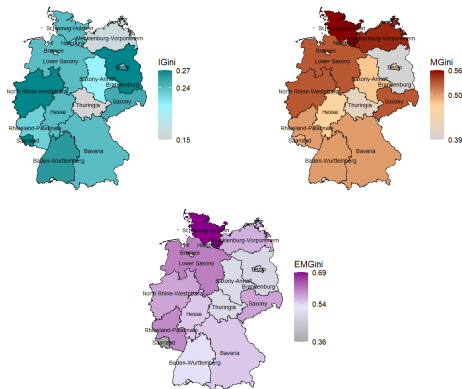 Schleswig-Holstein
Mecklenburg-Vorpommern
Hamburg
Bremen
Lower Saxony
Saxony-Anhalt
Berlin
Brandenburg
North Rhine-Westphalia
Hesse
Thuringia
Saxony
Rhineland-Palatinate
Saarland
Baden-Wurttemberg
Bavaria
IGini
0.27
0.24
0.15
Schleswig-Holstein
Mecklenburg-Vorpommern
Hamburg
Bremen
Lower Saxony
Saxony-Anhalt
Berlin
Brandenburg
North Rhine-Westphalia
Hesse
Thuringia
Saxony
Rhineland-Palatinate
Saarland
Baden-Wurttemberg
Bavaria
MGini
0.56
0.50
0.39
Schleswig-Holstein
Mecklenburg-Vorpommern
Bremen
Lower Saxony
Saxony-Anhalt
Berlin
Brandenburg
North Rhine-Westphalia
Hesse
Thuringia
Saxony
Rhineland-Palatinate
Saarland
Baden-Wurttemberg
Bavaria
EMGini
0.69
0.54
0.36